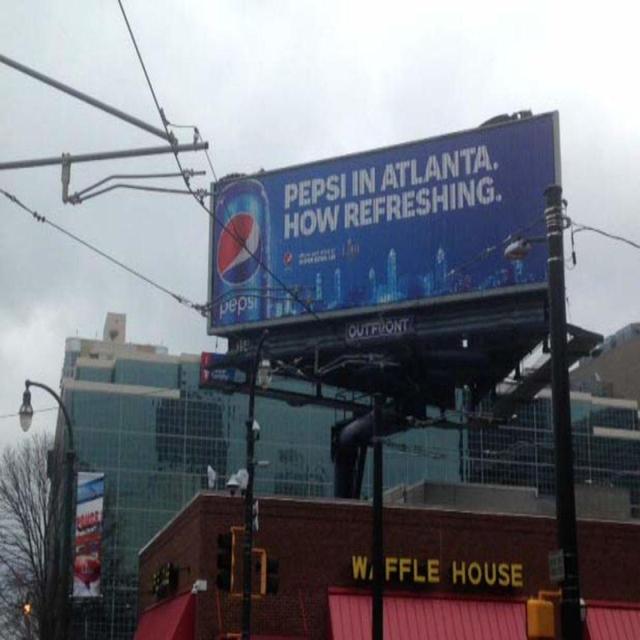 PEPSI IN ATLANTA.
HOW REFRESHING.
pepsi
OUTFRONT
WAFFLE HOUSE